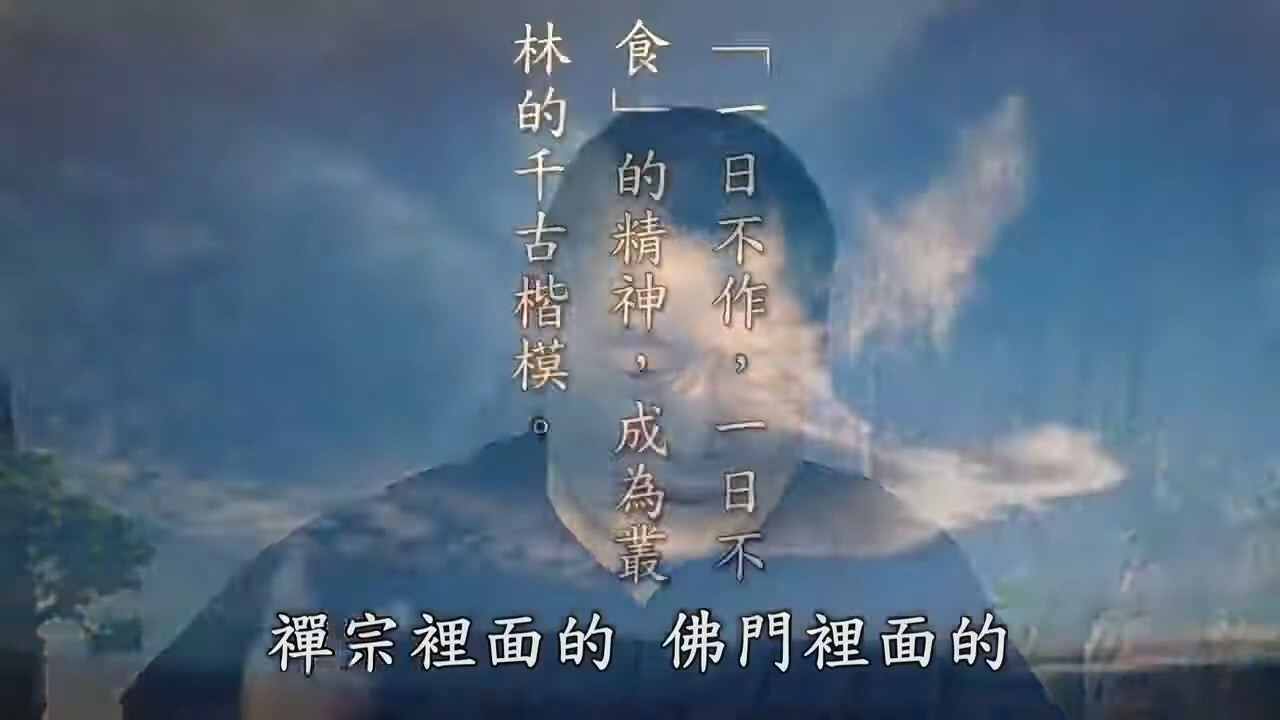 「一日不作，一日不
食」的精神，成為叢
林的千古楷模。
禪宗裡面的 佛門裡面的